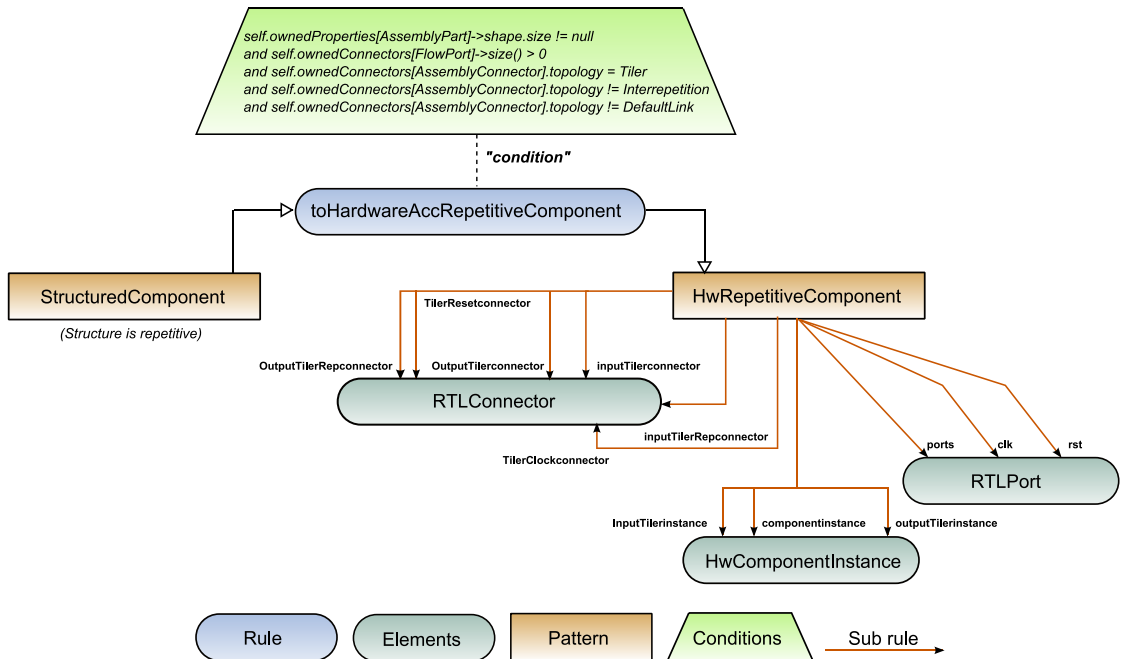 self.ownedProperties[AssemblyPart]->shape.size != null
and self.ownedConnectors[FlowPort]->size() > 0
and self.ownedConnectors[AssemblyConnector].topology = Tiler
and self.ownedConnectors[AssemblyConnector].topology != Interrepetition
and self.ownedConnectors[AssemblyConnector].topology != DefaultLink
"condition"
toHardwareAccRepetitiveComponent
StructuredComponent
(Structure is repetitive)
HwRepetitiveComponent
TilerResetconnector
OutputTilerRepconnector
OutputTilerconnector
inputTilerconnector
RTLConnector
inputTilerRepconnector
TilerClockconnector
ports
clk
rst
RTLPort
InputTilerinstance
componentinstance
outputTilerinstance
HwComponentInstance
Rule
Elements
Pattern
Conditions
Sub rule